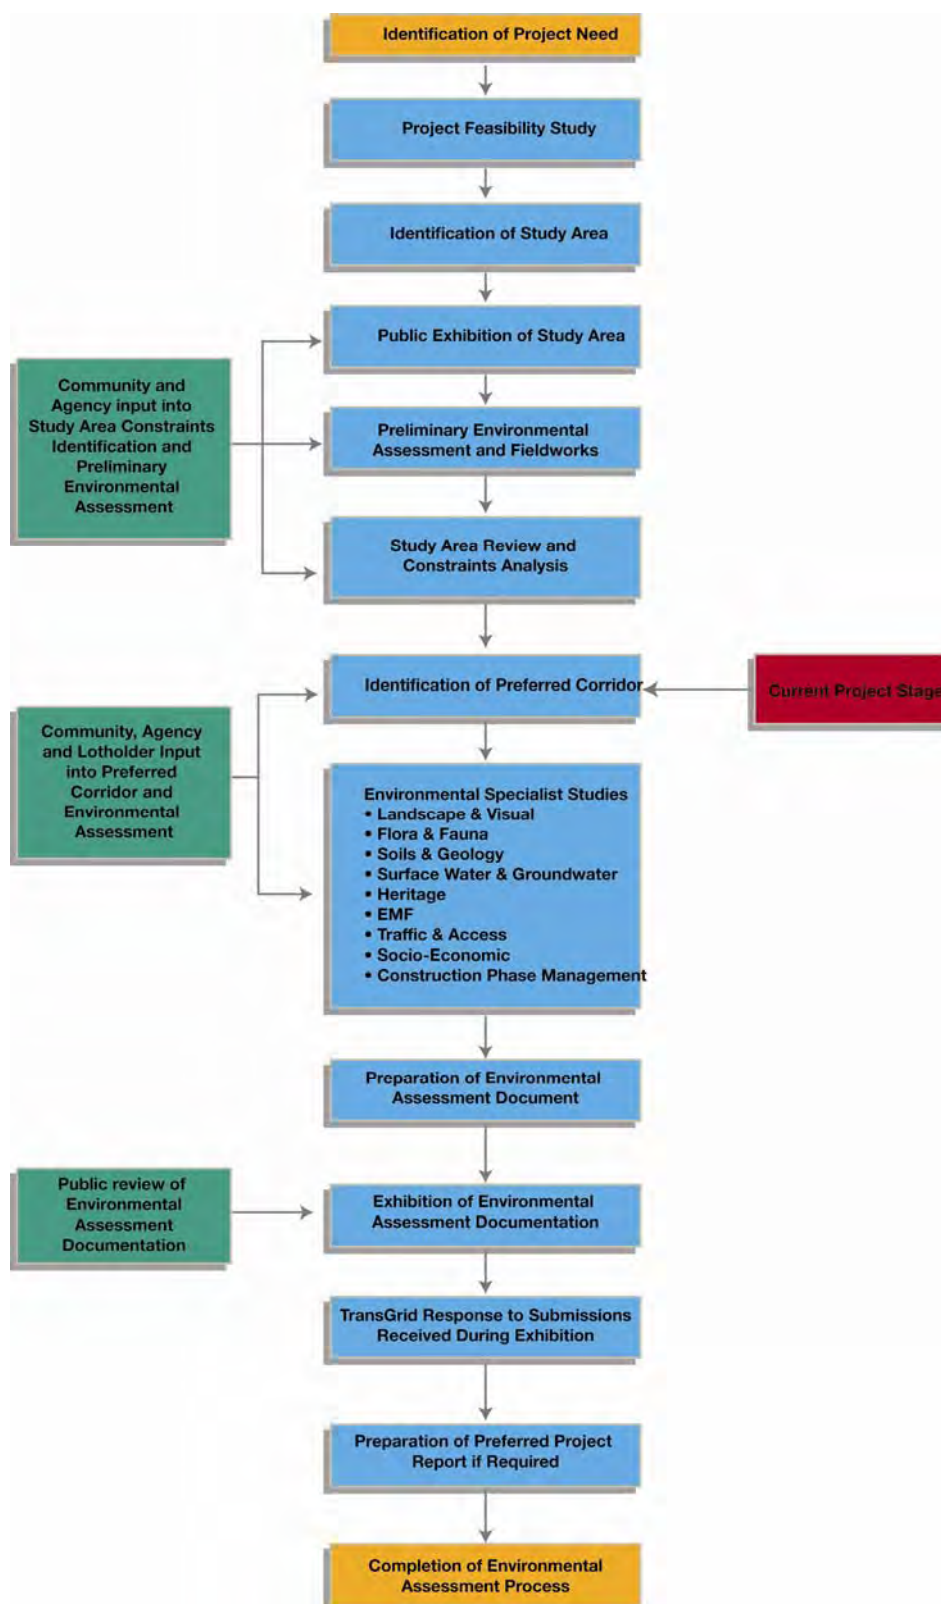 Identification of Project Need
Project Feasibility Study
Identification of Study Area
Public Exhibition of Study Area
Community and
Agency input into
Study Area Constraints
Identification and
Preliminary
Environmental
Assessment
Preliminary Environmental
Assessment and Fieldworks
Study Area Review and
Constraints Analysis
Identification of Preferred Corridor
Current Project Stage
Community, Agency
and Lotholder Input
into Preferred
Corridor and
Environmental
Assessment
Environmental Specialist Studies
• Landscape & Visual
• Flora & Fauna
• Soils & Geology
• Surface Water & Groundwater
• Heritage
• EMF
• Traffic & Access
• Socio-Economic
• Construction Phase Management
Preparation of Environmental
Assessment Document
Public review of
Environmental
Assessment
Documentation
Exhibition of Environmental
Assessment Documentation
TransGrid Response to Submissions
Received During Exhibition
Preparation of Preferred Project
Report if Required
Completion of Environmental
Assessment Process